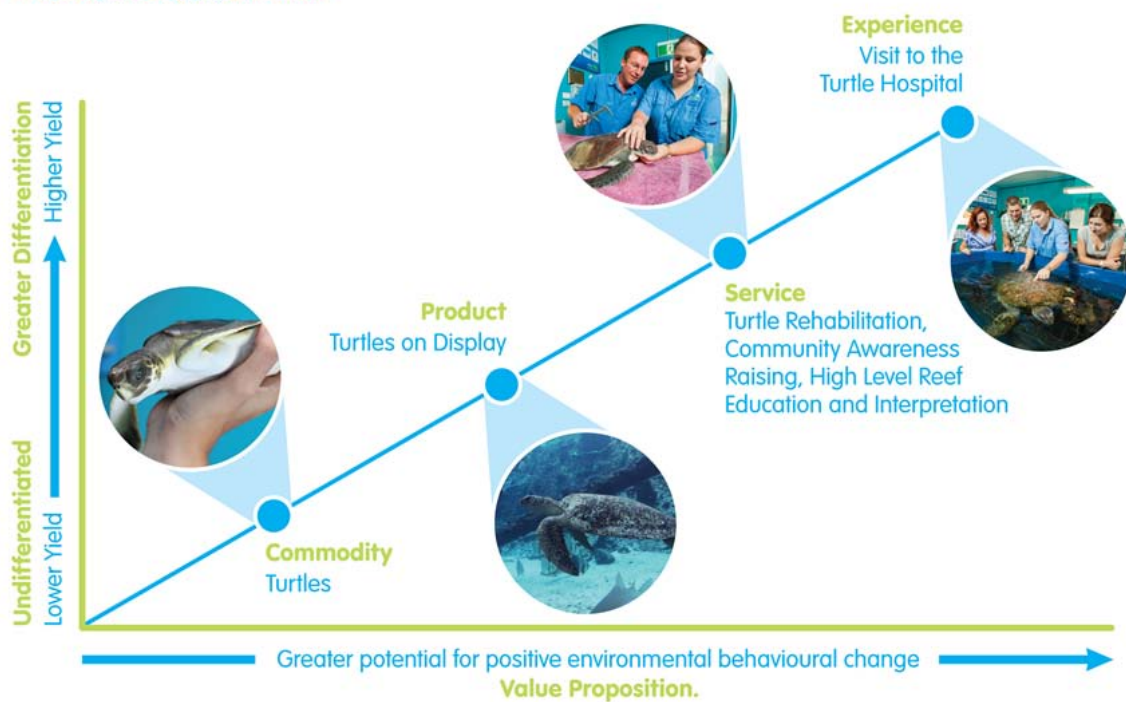 Experience
Visit to the
Turtle Hospital
Greater Differentiation
Higher Yield
Product
Turtles on Display
Service
Turtle Rehabilitation,
Community Awareness
Raising, High Level Reef
Education and Interpretation
Undifferentiated
Lower Yield
Commodity
Turtles
Greater potential for positive environmental behavioural change
Value Proposition.